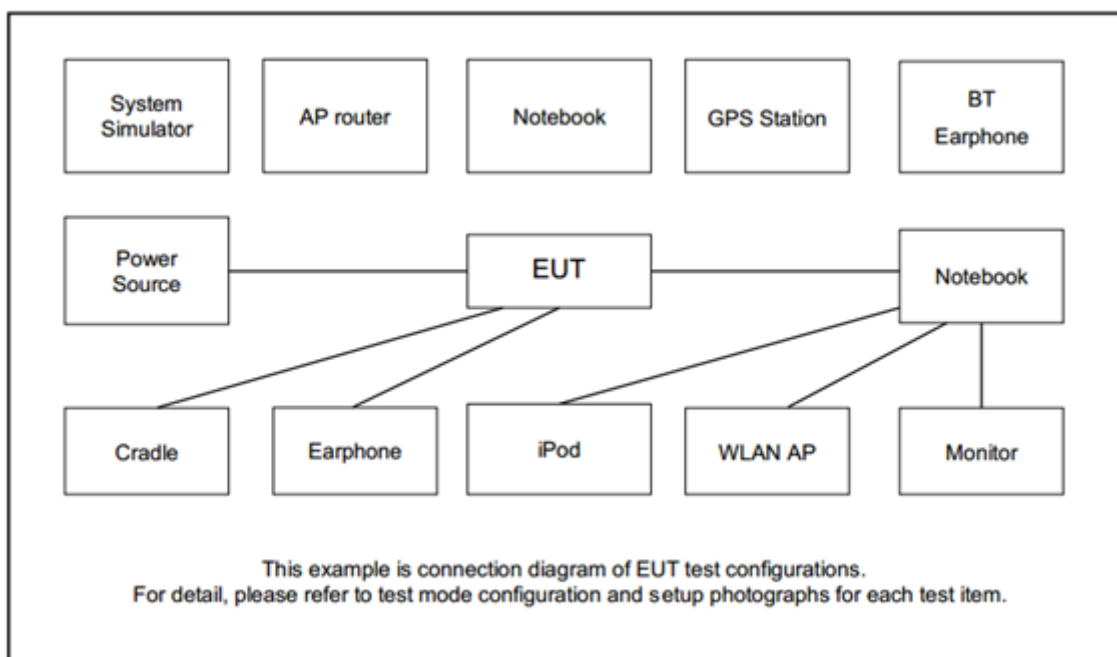 System
Simulator
AP router
Notebook
GPS Station
BT
Earphone
Power
Source
EUT
Notebook
Cradle
Earphone
iPod
WLAN AP
Monitor
This example is connection diagram of EUT test configurations.
For detail, please refer to test mode configuration and setup photographs for each test item.